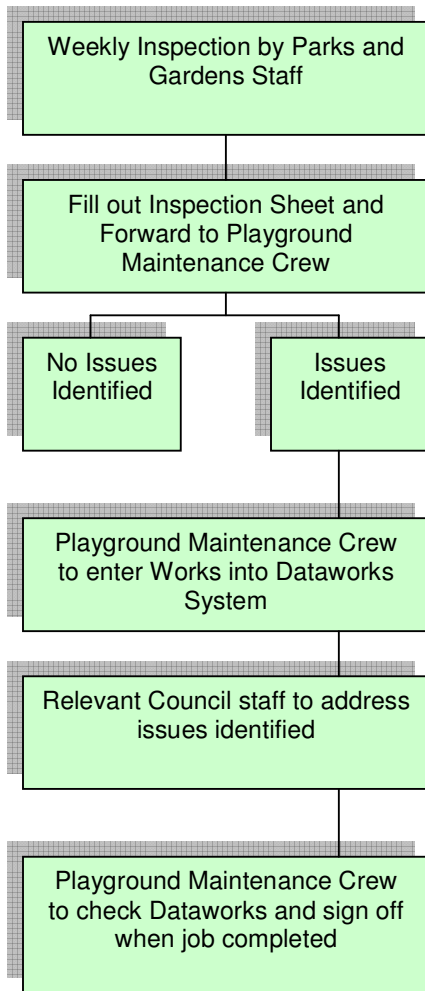 Weekly Inspection by Parks and
Gardens Staff
Fill out Inspection Sheet and
Forward to Playground
Maintenance Crew
No Issues
Identified
Issues
Identified
Playground Maintenance Crew
to enter Works into Dataworks
System
Relevant Council staff to address
issues identified
Playground Maintenance Crew
to check Dataworks and sign off
when job completed